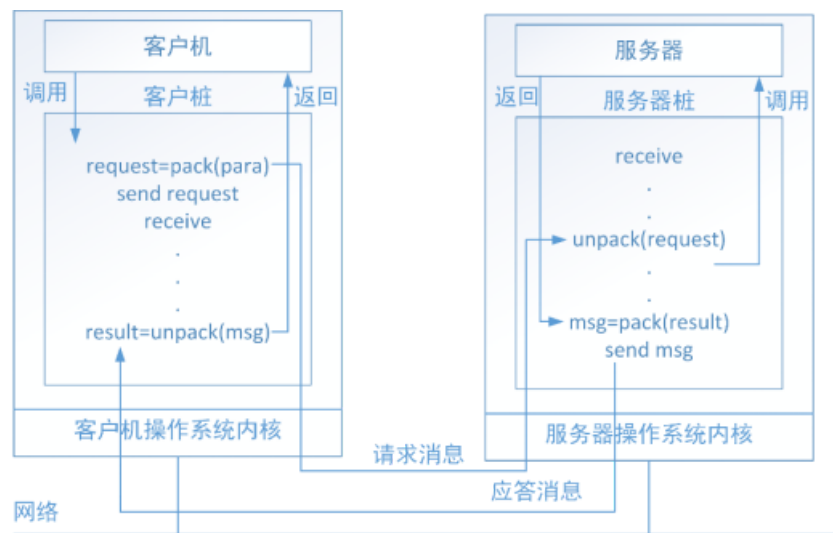 客户机
调用
客户桩
返回
request=pack(para)
send request
receive
.
.
.
result=unpack(msg)
客户机操作系统内核
服务器
返回
服务器桩
调用
receive
.
.
unpack(request)
.
.
msg=pack(result)
send msg
服务器操作系统内核
请求消息
应答消息
网络